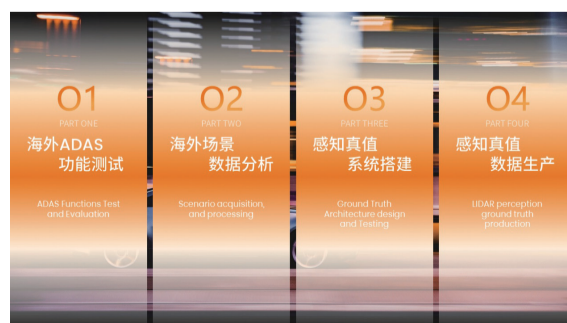 01
PART ONE
海外ADAS
功能测试
ADAS Functions Test
and Evaluation
02
PART TWO
海外场景
数据分析
Scenario acquisition,
and processing
03
PART THREE
感知真值
系统搭建
Ground Truth
Architecture design
and Testing
04
PART FOUR
感知真值
数据生产
LIDAR perception
ground truth
production